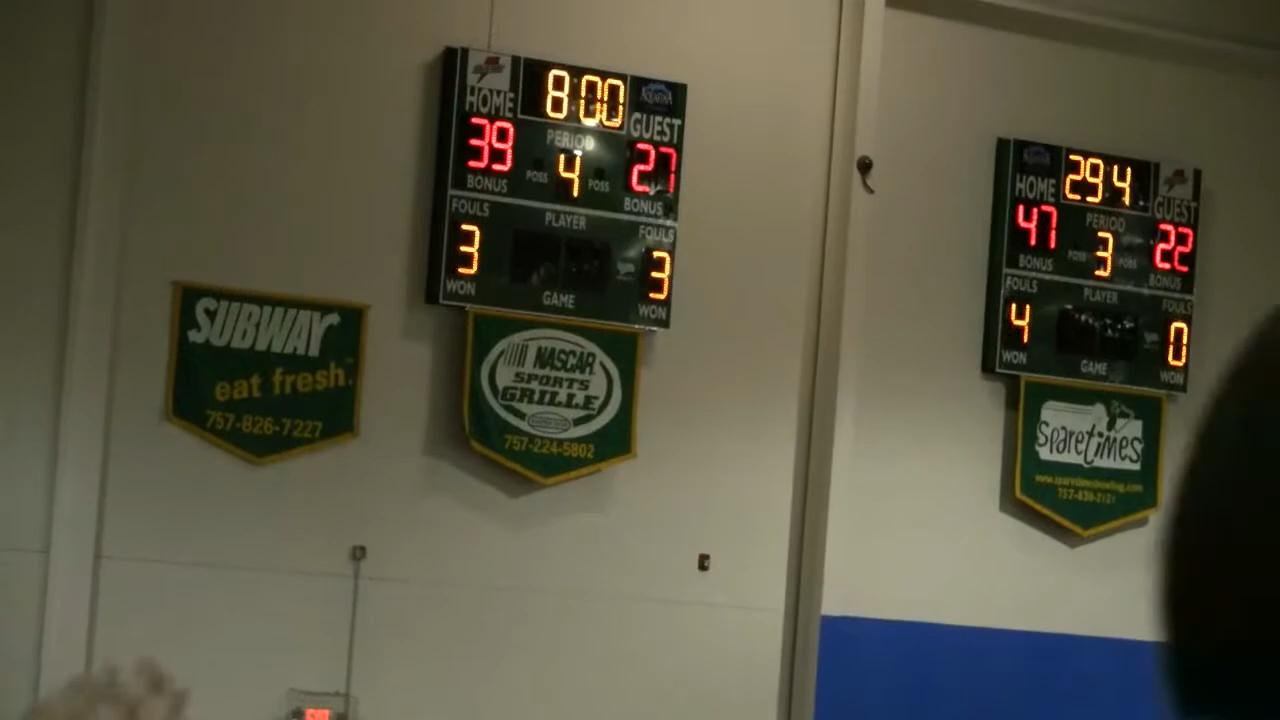 8:00
HOME
GUEST
PERIOD
39
4
27
POSS
POSS
BONUS
BONUS
FOULS
PLAYER
FOULS
3
3
WON
GAME
WON
SUBWAY
eat fresh.
757-826-7227
NASCAR
SPORTS
GRILLE
757-224-5802
29.4
HOME
GUEST
PERIOD
47
3
22
POSS
POSS
BONUS
BONUS
FOULS
PLAYER
FOULS
4
0
WON
GAME
WON
Sparetimes